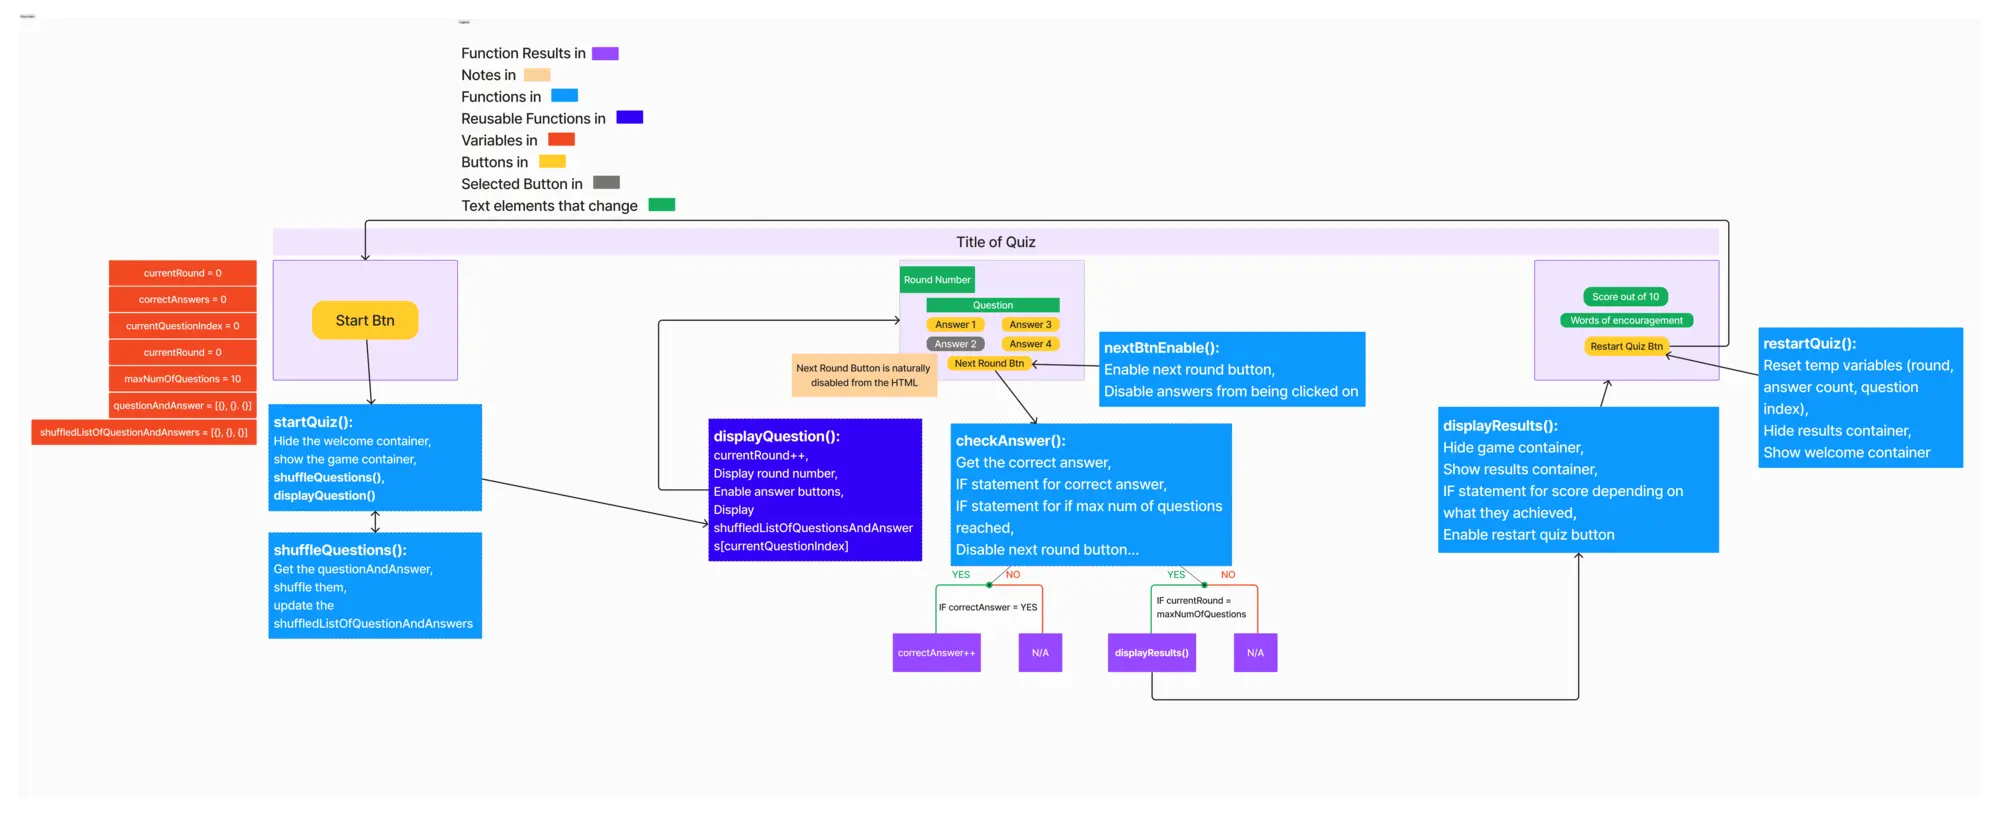 Function Results in
Notes in
Functions in
Reusable Functions in
Variables in
Buttons in
Selected Button in
Text elements that change
Title of Quiz
currentRound = 0
correctAnswers = 0
currentQuestionIndex = 0
currentRound = 0
maxNumOfQuestions = 10
questionAndAnswer = [{}, {}. {}]
shuffledListOfQuestionAndAnswers = [{}, {}, {}]
Start Btn
startQuiz():
Hide the welcome container,
show the game container,
shuffleQuestions(),
displayQuestion()
shuffleQuestions():
Get the questionAndAnswer,
shuffle them,
update the
shuffledListOfQuestionAndAnswers
displayQuestion():
currentRound++,
Display round number,
Enable answer buttons,
Display
shuffledListOfQuestionsAndAnswer
s[currentQuestionIndex]
Round Number
Question
Answer 1
Answer 3
Answer 2
Answer 4
Next Round Btn
Next Round Button is naturally
disabled from the HTML
nextBtnEnable():
Enable next round button,
Disable answers from being clicked on
checkAnswer():
Get the correct answer,
IF statement for correct answer,
IF statement for if max num of questions
reached,
Disable next round button...
YES
NO
IF correctAnswer = YES
correctAnswer++
N/A
YES
NO
IF currentRound =
maxNumOfQuestions
displayResults()
N/A
Score out of 10
Words of encouragement
Restart Quiz Btn
displayResults():
Hide game container,
Show results container,
IF statement for score depending on
what they achieved,
Enable restart quiz button
restartQuiz():
Reset temp variables (round,
answer count, question
index),
Hide results container,
Show welcome container